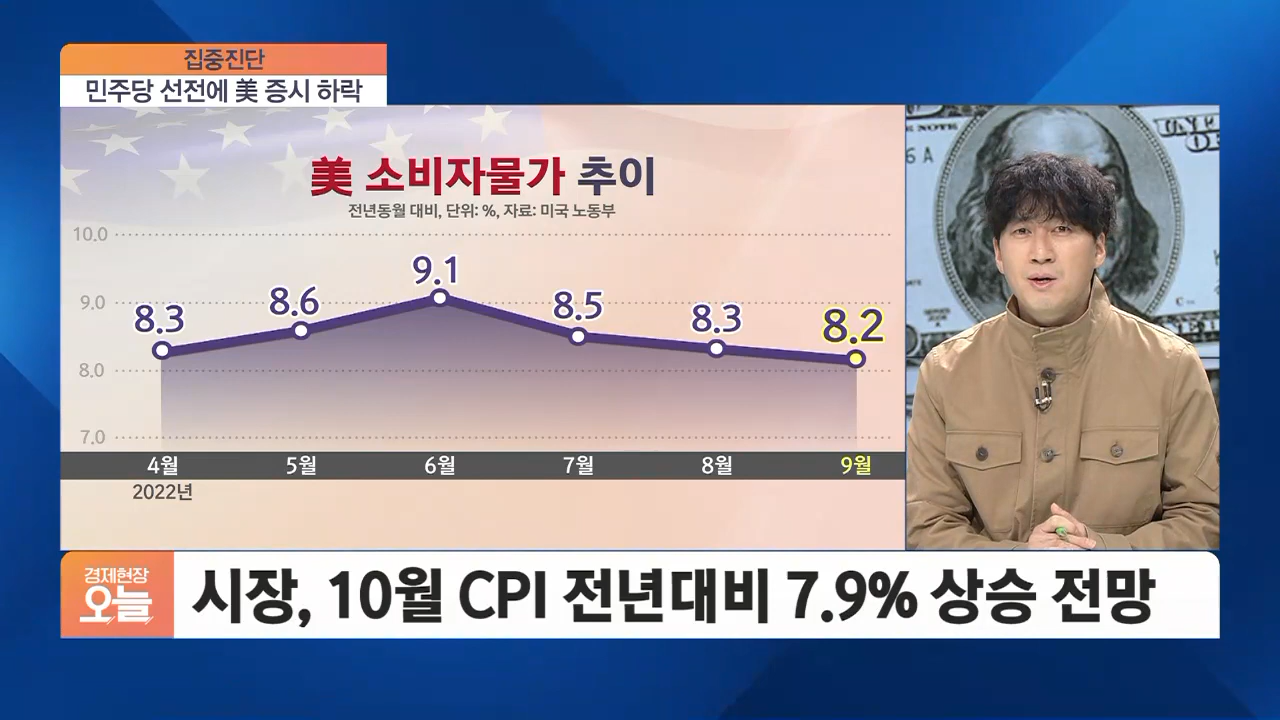 집중진단
민주당 선전에 美 증시 하락
美 소비자물가 추이
전년동월 대비, 단위: %, 자료: 미국 노동부
10.0
9.0
8.0
7.0
8.3
8.6
9.1
8.5
8.3
8.2
4월 5월 6월 7월 8월 9월
2022년
경제현장
오늘
시장, 10월 CPI 전년대비 7.9% 상승 전망